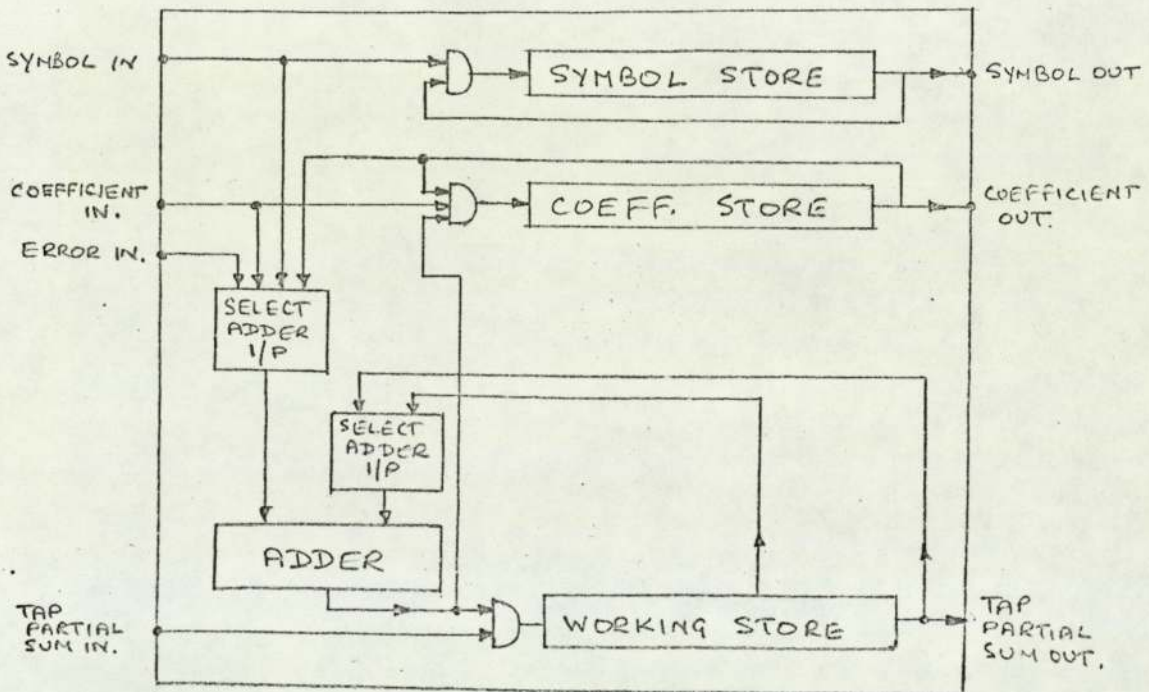 SYMBOL IN
SYMBOL STORE
SYMBOL OUT
COEFFICIENT
IN.
COEFF. STORE
COEFFICIENT
OUT.
ERROR IN.
SELECT
ADDER
I/P
SELECT
ADDER
I/P
ADDER
TAP
PARTIAL
SUM IN.
WORKING STORE
TAP
PARTIAL
SUM OUT.